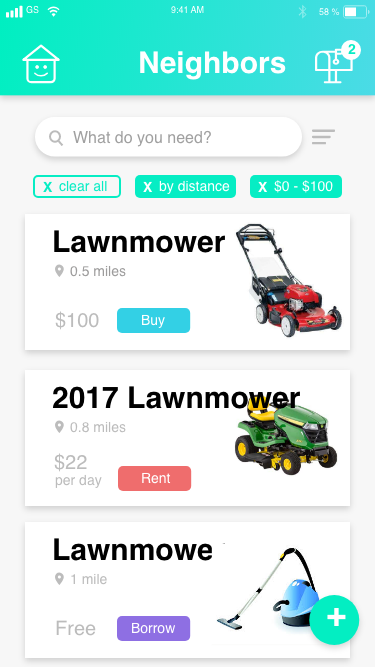 GS 9:41 AM 58 %
Neighbors 2
What do you need?
X clear all X by distance X $0 - $100
Lawnmower
0.5 miles
$100 Buy
2017 Lawnmower
0.8 miles
$22
per day Rent
Lawnmowe
1 mile
Free Borrow
+